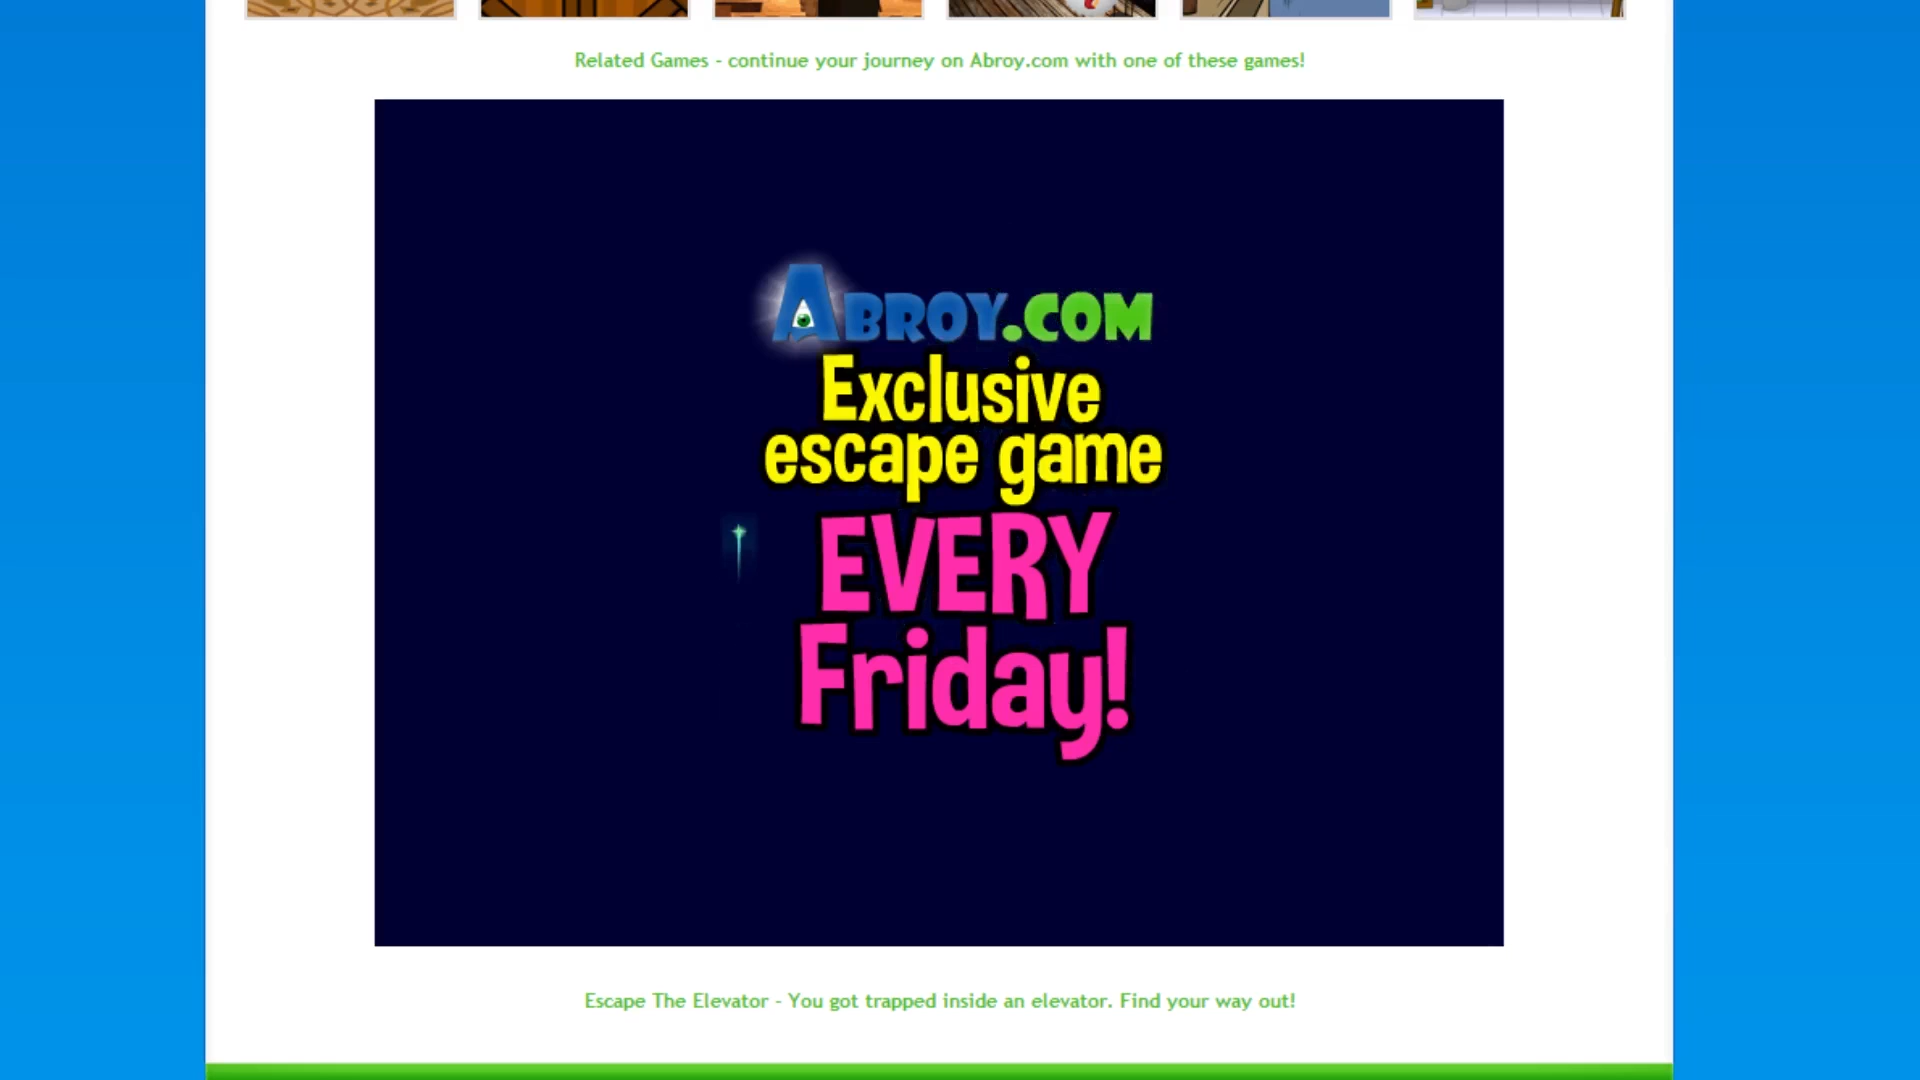 Related Games - continue your journey on Abroy.com with one of these games!
ABROY.COM
Exclusive
escape game
EVERY
Friday!
Escape The Elevator - You got trapped inside an elevator. Find your way out!